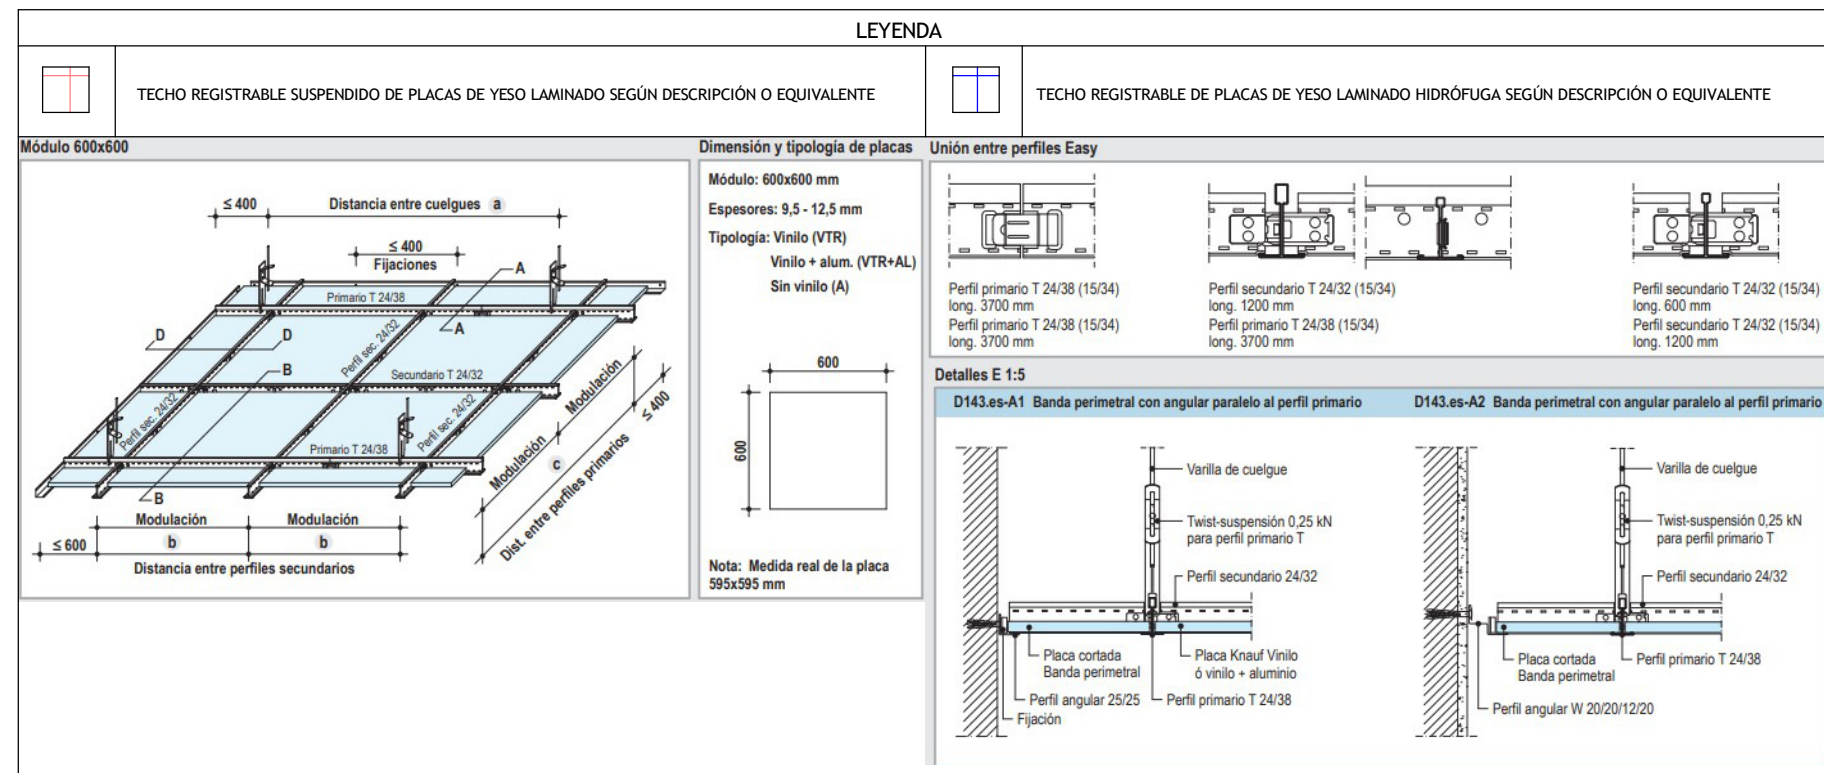 LEYENDA
TECHO REGISTRABLE SUSPENDIDO DE PLACAS DE YESO LAMINADO SEGÚN DESCRIPCIÓN O EQUIVALENTE
TECHO REGISTRABLE DE PLACAS DE YESO LAMINADO HIDRÓFUGA SEGÚN DESCRIPCIÓN O EQUIVALENTE
Módulo 600x600
≤ 400
Distancia entre cuelgues a
≤ 400
Fijaciones
A
Primario T 24/38
A
D
D
Perfil sec. 24/32
B
Secundario T 24/32
Modulación
≤ 400
Perfil sec. 24/32
Perfil sec. 24/32
Primario T 24/38
Modulación
c
Dist. entre perfiles primarios
B
Modulación
Modulación
≤ 600
b
b
Distancia entre perfiles secundarios
Dimensión y tipología de placas
Módulo: 600x600 mm
Espesores: 9,5 - 12,5 mm
Tipología: Vinilo (VTR)
Vinilo + alum. (VTR+AL)
Sin vinilo (A)
600
600
Nota: Medida real de la placa
595x595 mm
Unión entre perfiles Easy
Perfil primario T 24/38 (15/34)
long. 3700 mm
Perfil primario T 24/38 (15/34)
long. 3700 mm
Perfil secundario T 24/32 (15/34)
long. 1200 mm
Perfil primario T 24/38 (15/34)
long. 3700 mm
Perfil secundario T 24/32 (15/34)
long. 600 mm
Perfil secundario T 24/32 (15/34)
long. 1200 mm
Detalles E 1:5
D143.es-A1 Banda perimetral con angular paralelo al perfil primario
Varilla de cuelgue
Twist-suspensión 0,25 kN
para perfil primario T
Perfil secundario 24/32
Placa cortada
Banda perimetral
Placa Knauf Vinilo
ó vinilo + aluminio
Perfil angular 25/25
Perfil primario T 24/38
Fijación
D143.es-A2 Banda perimetral con angular paralelo al perfil primario
Varilla de cuelgue
Twist-suspensión 0,25 kN
para perfil primario T
Perfil secundario 24/32
Placa cortada
Banda perimetral
Perfil primario T 24/38
Perfil angular W 20/20/12/20